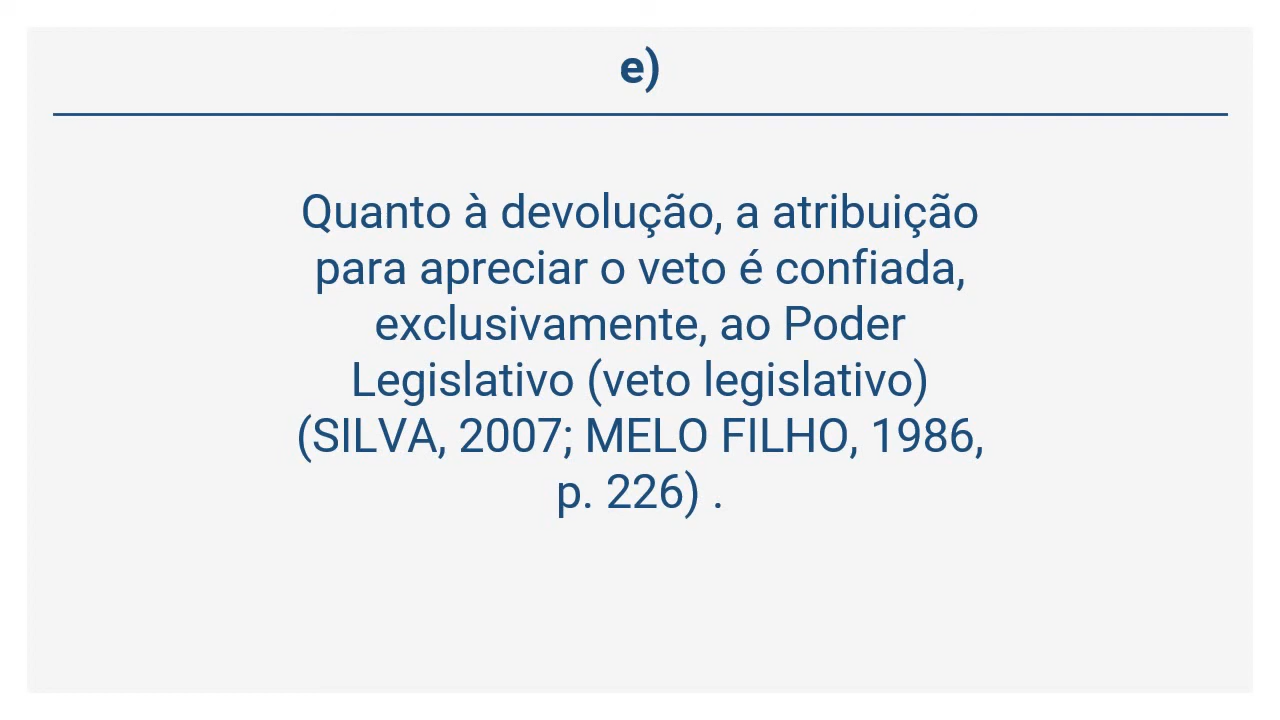 e)
Quanto à devolução, a atribuição
para apreciar o veto é confiada,
exclusivamente, ao Poder
Legislativo (veto legislativo)
(SILVA, 2007; MELO FILHO, 1986,
p. 226) .